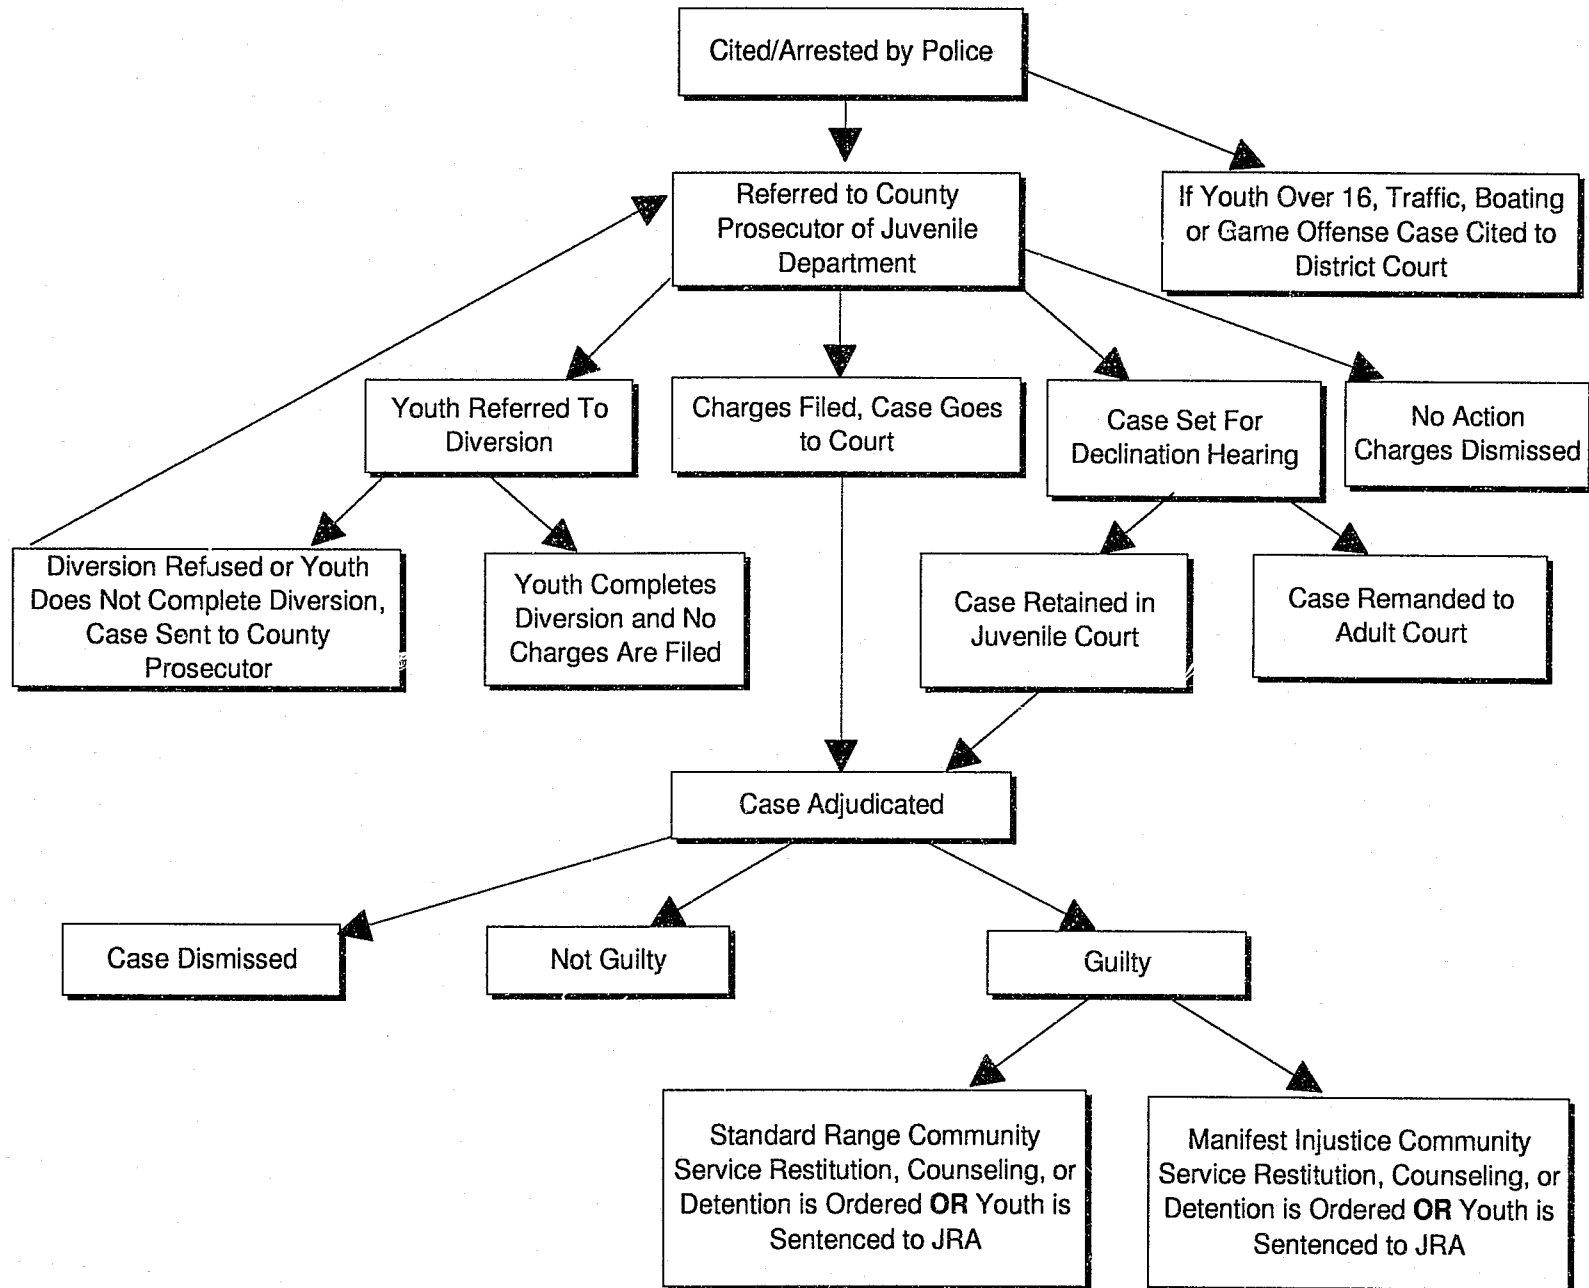 Cited/Arrested by Police
Referred to County
Prosecutor of Juvenile
Department
If Youth Over 16, Traffic, Boating
or Game Offense Case Cited to
District Court
Youth Referred To
Diversion
Charges Filed, Case Goes
to Court
Case Set For
Declination Hearing
No Action
Charges Dismissed
Diversion Refused or Youth
Does Not Complete Diversion,
Case Sent to County
Prosecutor
Youth Completes
Diversion and No
Charges Are Filed
Case Retained in
Juvenile Court
Case Remanded to
Adult Court
Case Adjudicated
Case Dismissed
Not Guilty
Guilty
Standard Range Community
Service Restitution, Counseling, or
Detention is Ordered OR Youth is
Sentenced to JRA
Manifest Injustice Community
Service Restitution, Counseling, or
Detention is Ordered OR Youth is
Sentenced to JRA